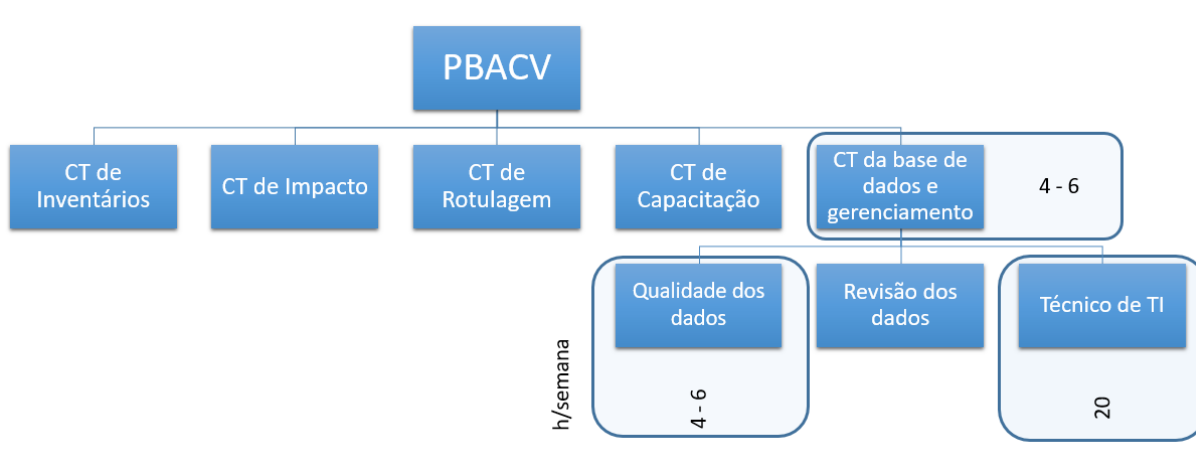 PBACV
CT de
Inventários
CT de Impacto
CT de
Rotulagem
CT de
Capacitação
CT da base de
dados e
gerenciamento
4 - 6
Qualidade dos
dados
Revisão dos
dados
Técnico de TI
h/semana
4 - 6
20